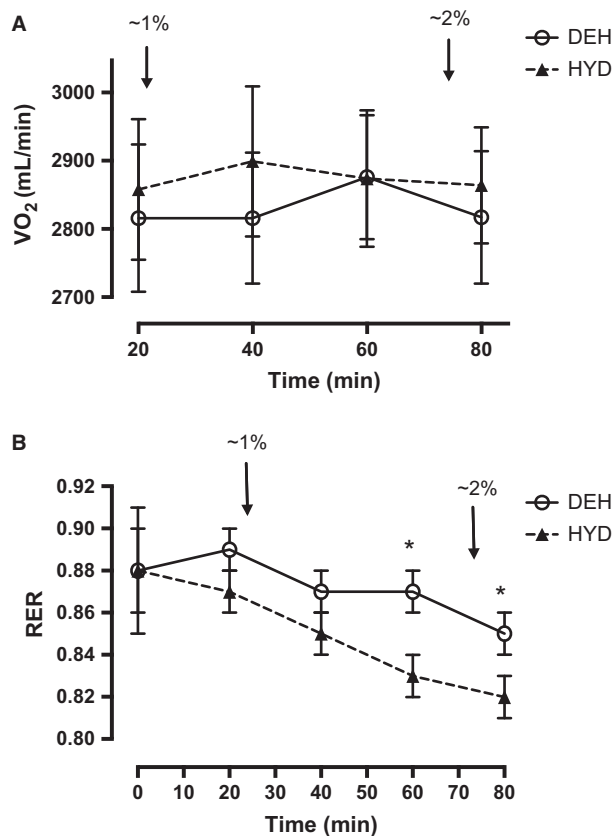 A
~1%
~2%
DEH
HYD
3000
2900
2800
2700
VO2 (mL/min)
20 40 60 80
Time (min)
B
~1%
~2%
DEH
HYD
0.92
0.90
0.88
0.86
0.84
0.82
0.80
RER
*
*
0 10 20 30 40 50 60 70 80
Time (min)